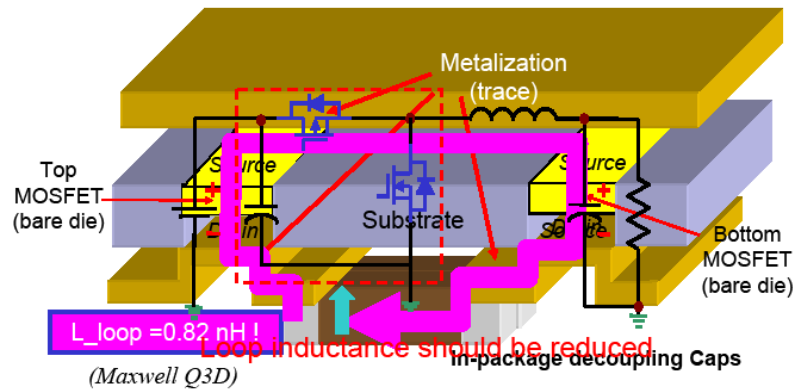 Metalization
(trace)
Top
MOSFET
(bare die)
Source
Drain
+
-
Substrate
Source
Drain
Source
+
-
Bottom
MOSFET
(bare die)
L_loop =0.82 nH !
Loop inductance should be reduced
In-package decoupling Caps
(Maxwell Q3D)